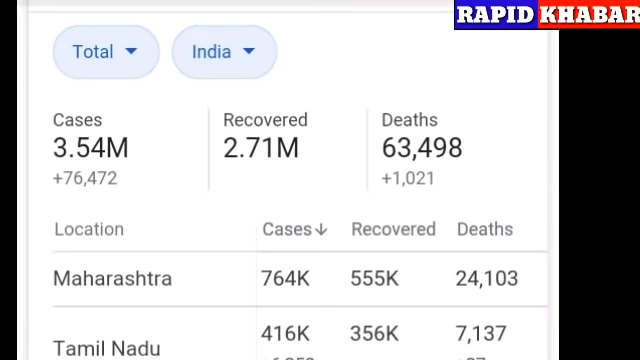 RAPID KHABAR
Total India
Cases Recovered Deaths
3.54M 2.71M 63,498
+76,472 +1,021
Location Cases Recovered Deaths
Maharashtra 764K 555K 24,103
Tamil Nadu 416K 356K 7,137